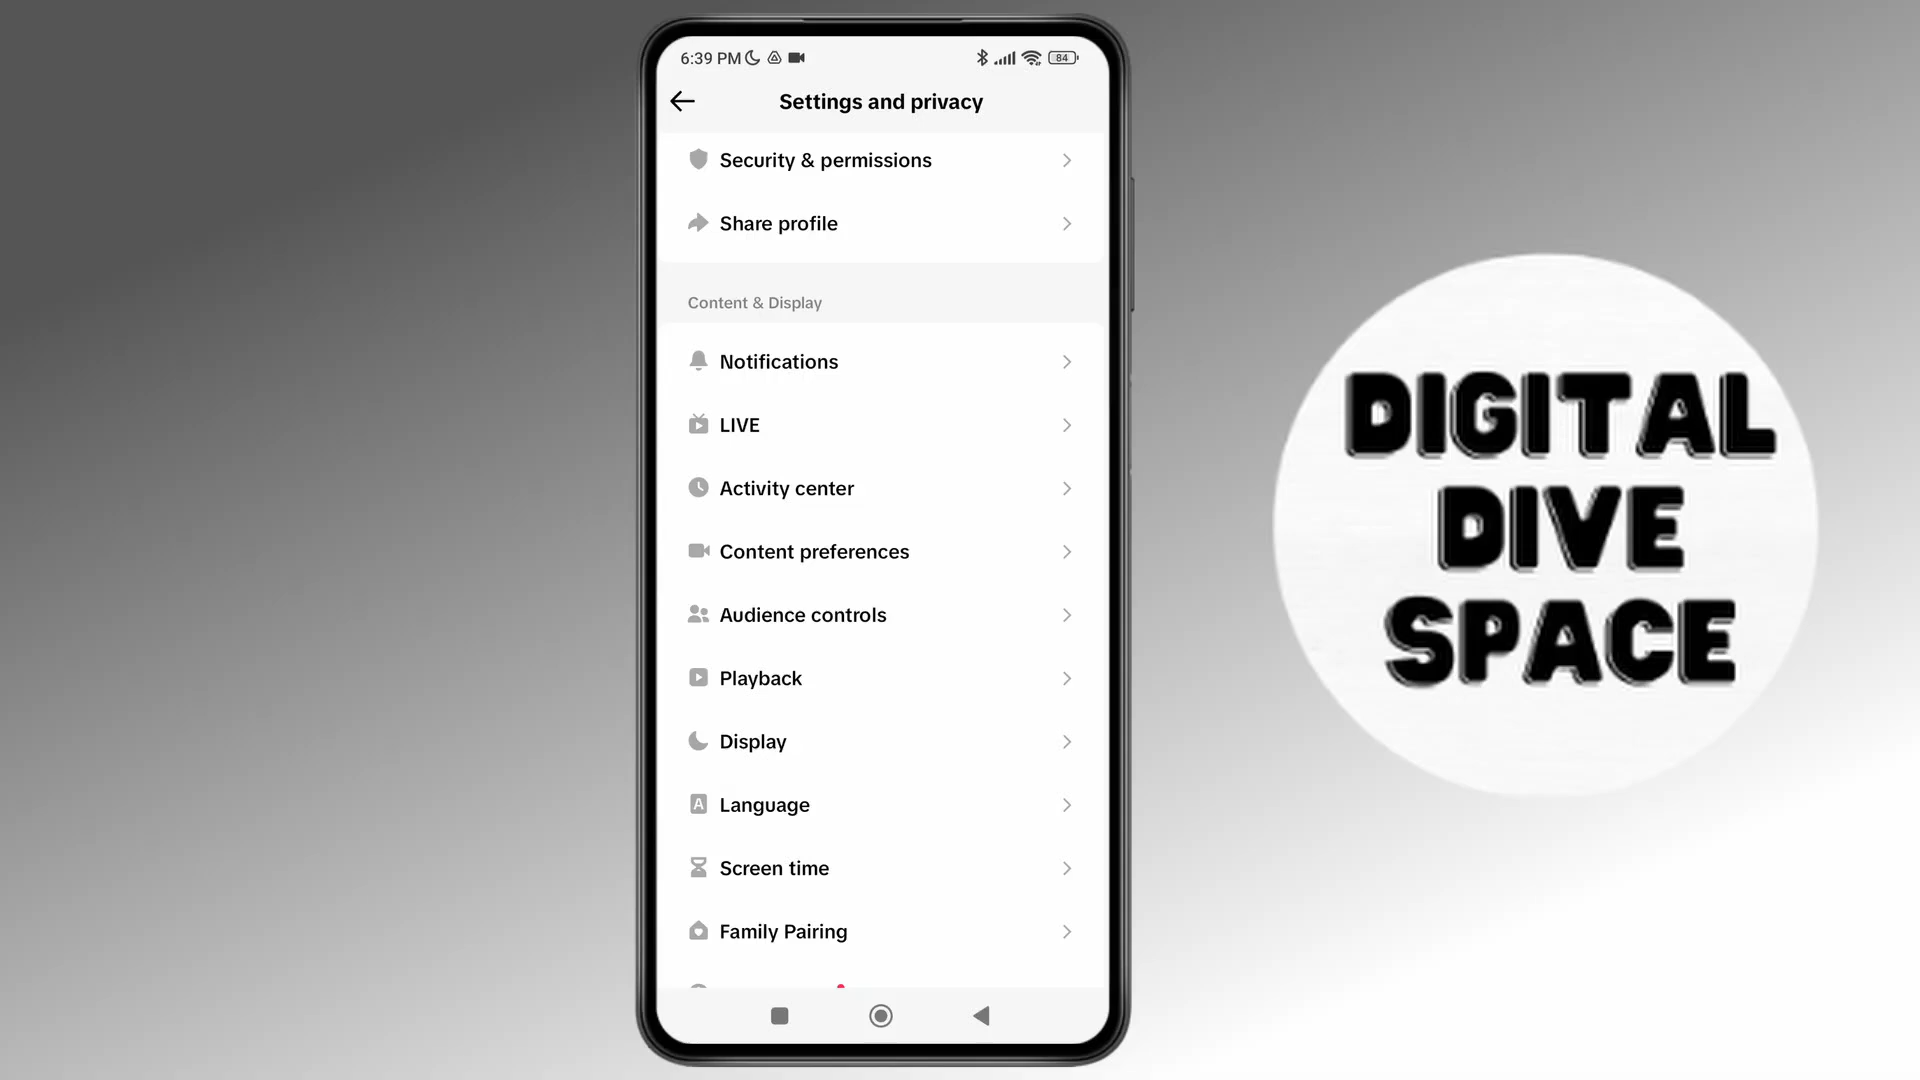 6:39 PM
84
Settings and privacy
Security & permissions
Share profile
Content & Display
Notifications
LIVE
Activity center
Content preferences
Audience controls
Playback
Display
A Language
Screen time
Family Pairing
DIGITAL
DIVE
SPACE